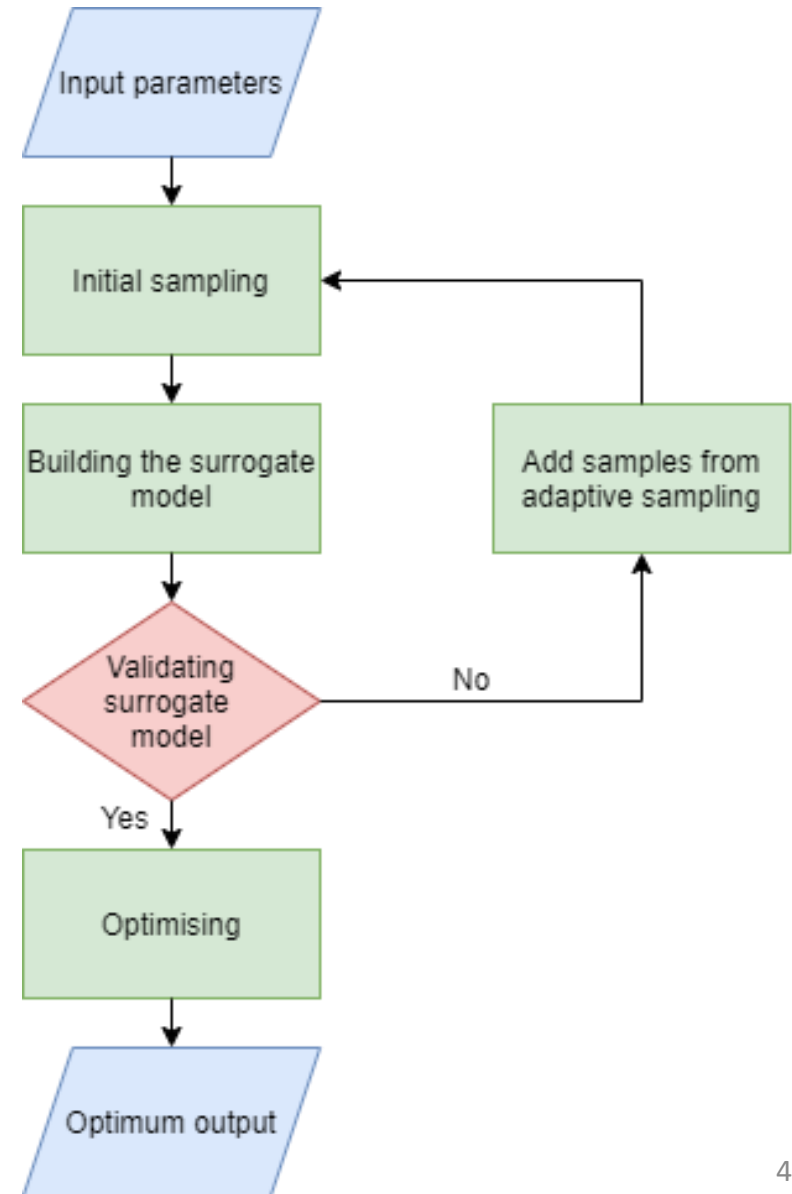 Input parameters
Initial sampling
Building the surrogate
model
Add samples from
adaptive sampling
Validating
surrogate
model
No
Yes
Optimising
Optimum output
4